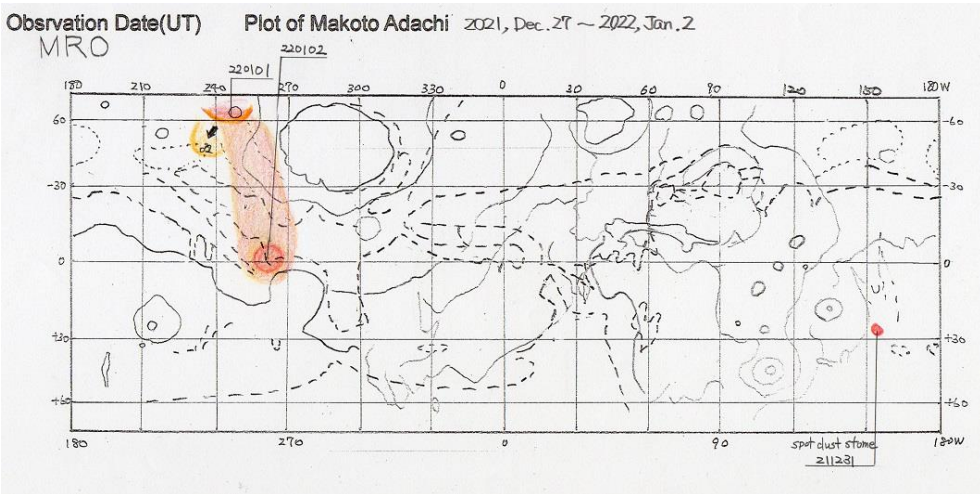 Obsrvation Date(UT) Plot of Makoto Adachi 2021, Dec. 27 ~ 2022, Jan. 2
MRO
220102
220101
180 210 240 270 300 330 0 30 60 90 120 150 180W
60 -60
-30 -30
0 0
+30 +30
+60 +60
180 270 0 90 180W
spot dust stome
211231